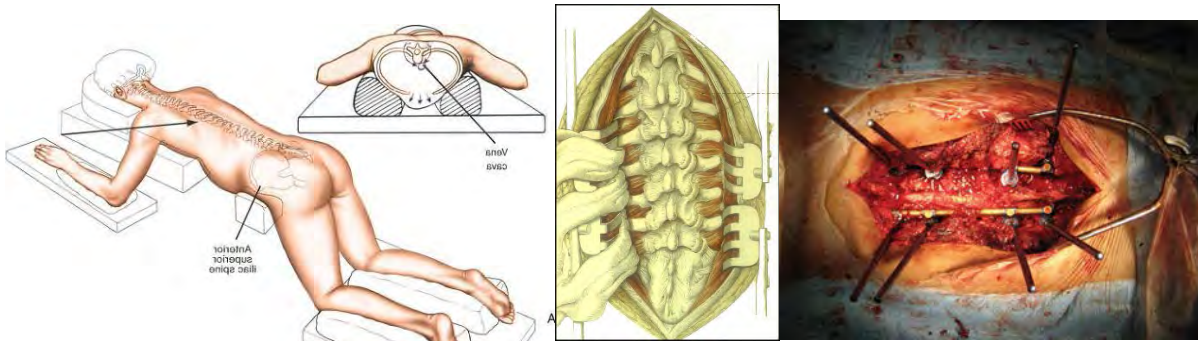 Vena
cava
Anterior
superior
iliac spine
A